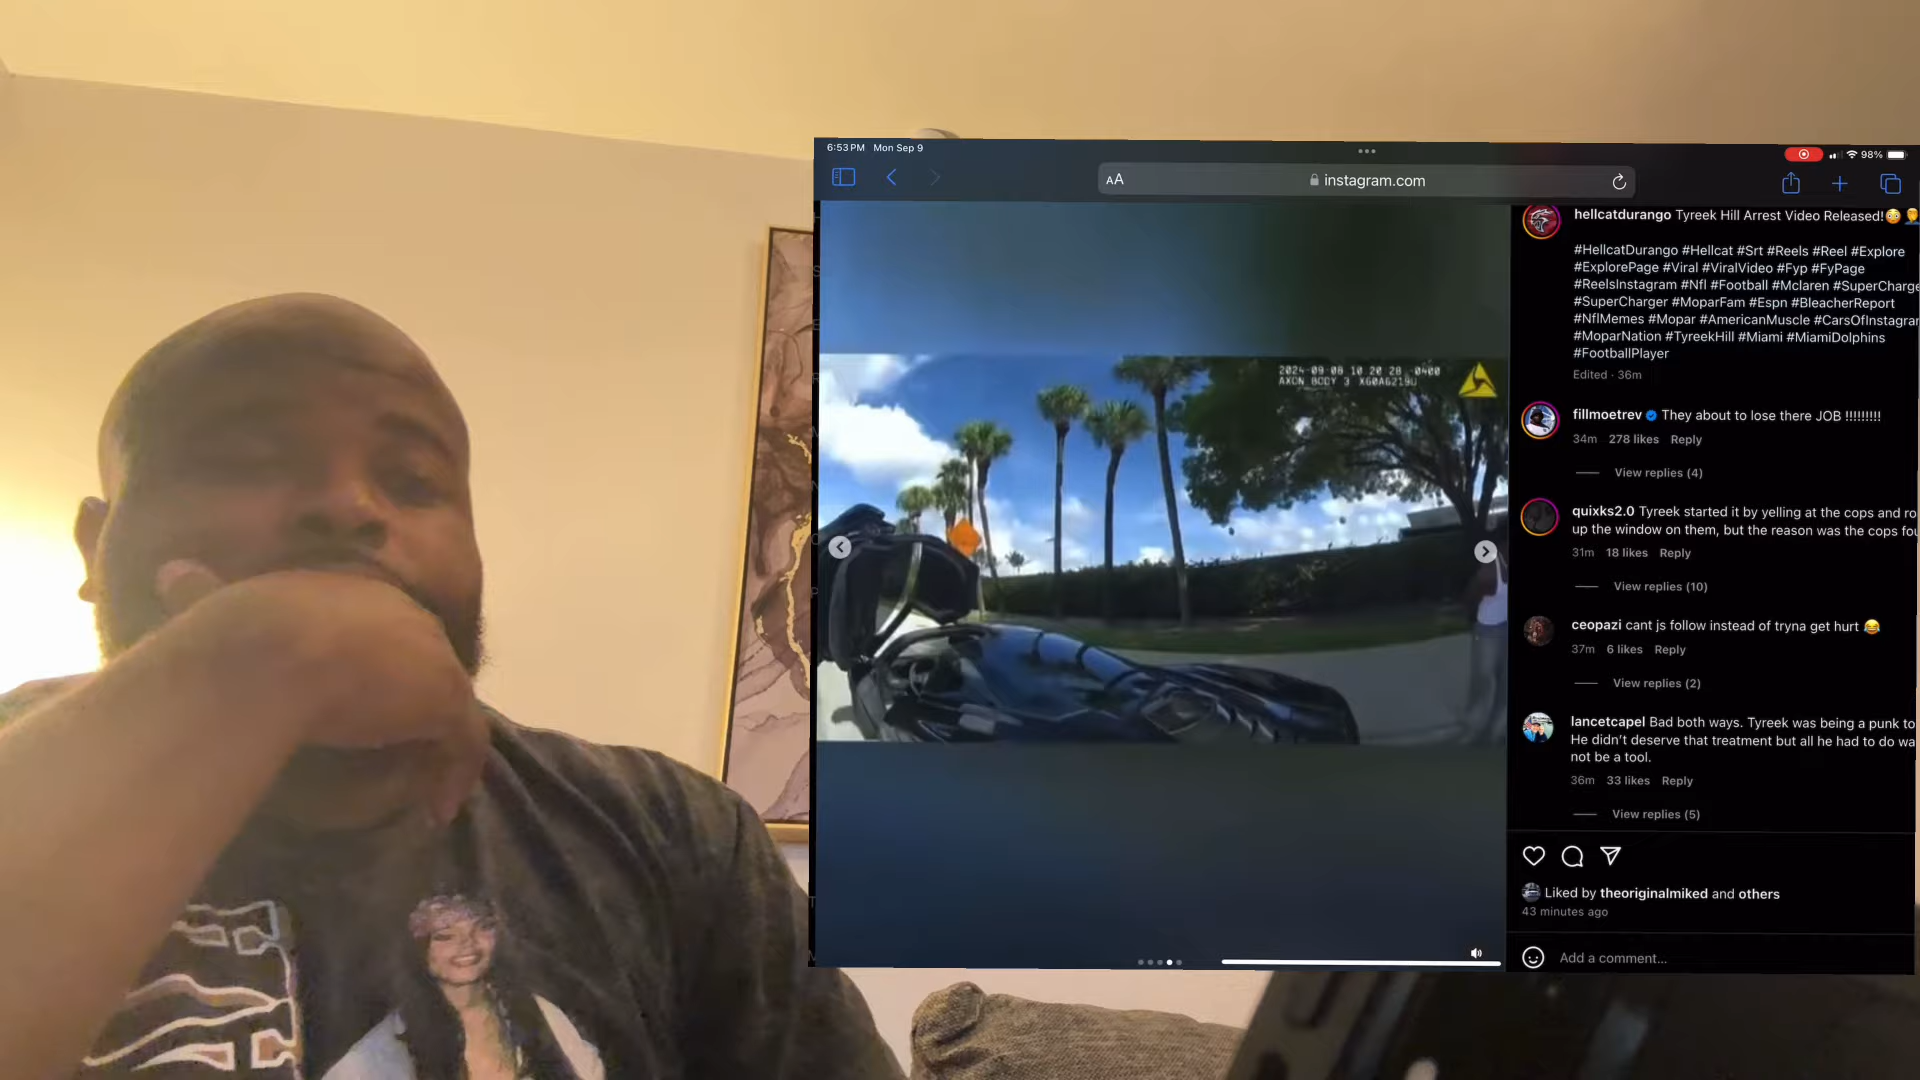 6:53 PM Mon Sep 9
98%
AA
instagram.com
hellcatdurango Tyreek Hill Arrest Video Released!
#HellcatDurango #Hellcat #Srt #Reels #Reel #Explore
#ExplorePage #Viral #ViralVideo #Fyp #FyPage
#ReelsInstagram #Nfl #Football #Mclaren #SuperCharge
#SuperCharger #MoparFam #Espn #BleacherReport
#NflMemes #Mopar #AmericanMuscle #CarsOfInstagram
#MoparNation #TyreekHill #Miami #MiamiDolphins
#FootballPlayer
Edited · 36m
2024-09-08 10 20 28 -0400
AXON BODY 3 X60A6219U
fillmoetrev They about to lose there JOB !!!!!!!!!
34m 278 likes Reply
View replies (4)
quixks2.0 Tyreek started it by yelling at the cops and ro
up the window on them, but the reason was the cops fou
31m 18 likes Reply
View replies (10)
ceopazi cant js follow instead of tryna get hurt
37m 6 likes Reply
View replies (2)
lancetcapel Bad both ways. Tyreek was being a punk to
He didn't deserve that treatment but all he had to do wa
not be a tool.
36m 33 likes Reply
View replies (5)
Liked by theoriginalmiked and others
43 minutes ago
Add a comment...